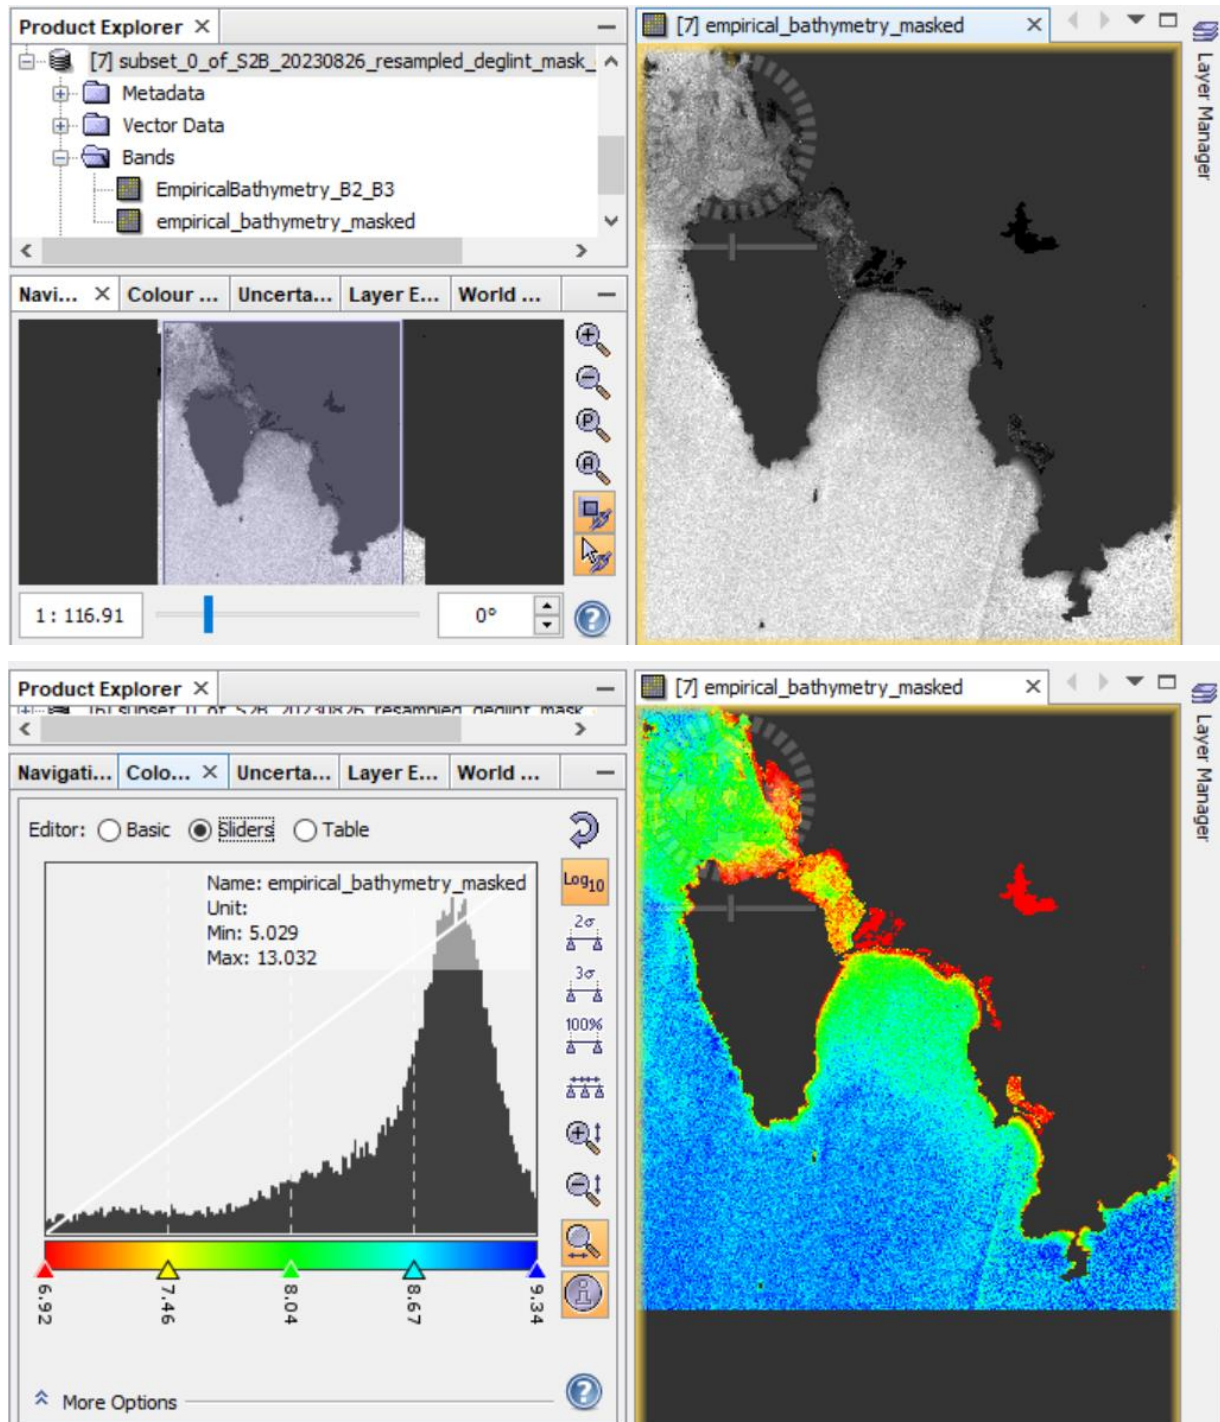 Product Explorer ×
[7] empirical_bathymetry_masked ×
[7] subset_0_of_S2B_20230826_resampled_deglint_mask_
Metadata
Vector Data
Bands
EmpiricalBathymetry_B2_B3
empirical_bathymetry_masked
Layer Manager
Navi... × Colour ... Uncerta... Layer E... World ...
1 : 116.91
0°
Product Explorer ×
[7] empirical_bathymetry_masked ×
[6] subset_0_of_S2B_20230826_resampled_deglint_mask_
Layer Manager
Navigati... Colo... × Uncerta... Layer E... World ...
Editor: Basic Sliders Table
Log10
Name: empirical_bathymetry_masked
Unit:
Min: 5.029
Max: 13.032
2σ
3σ
100%
6.92
7.46
8.04
8.67
9.34
More Options